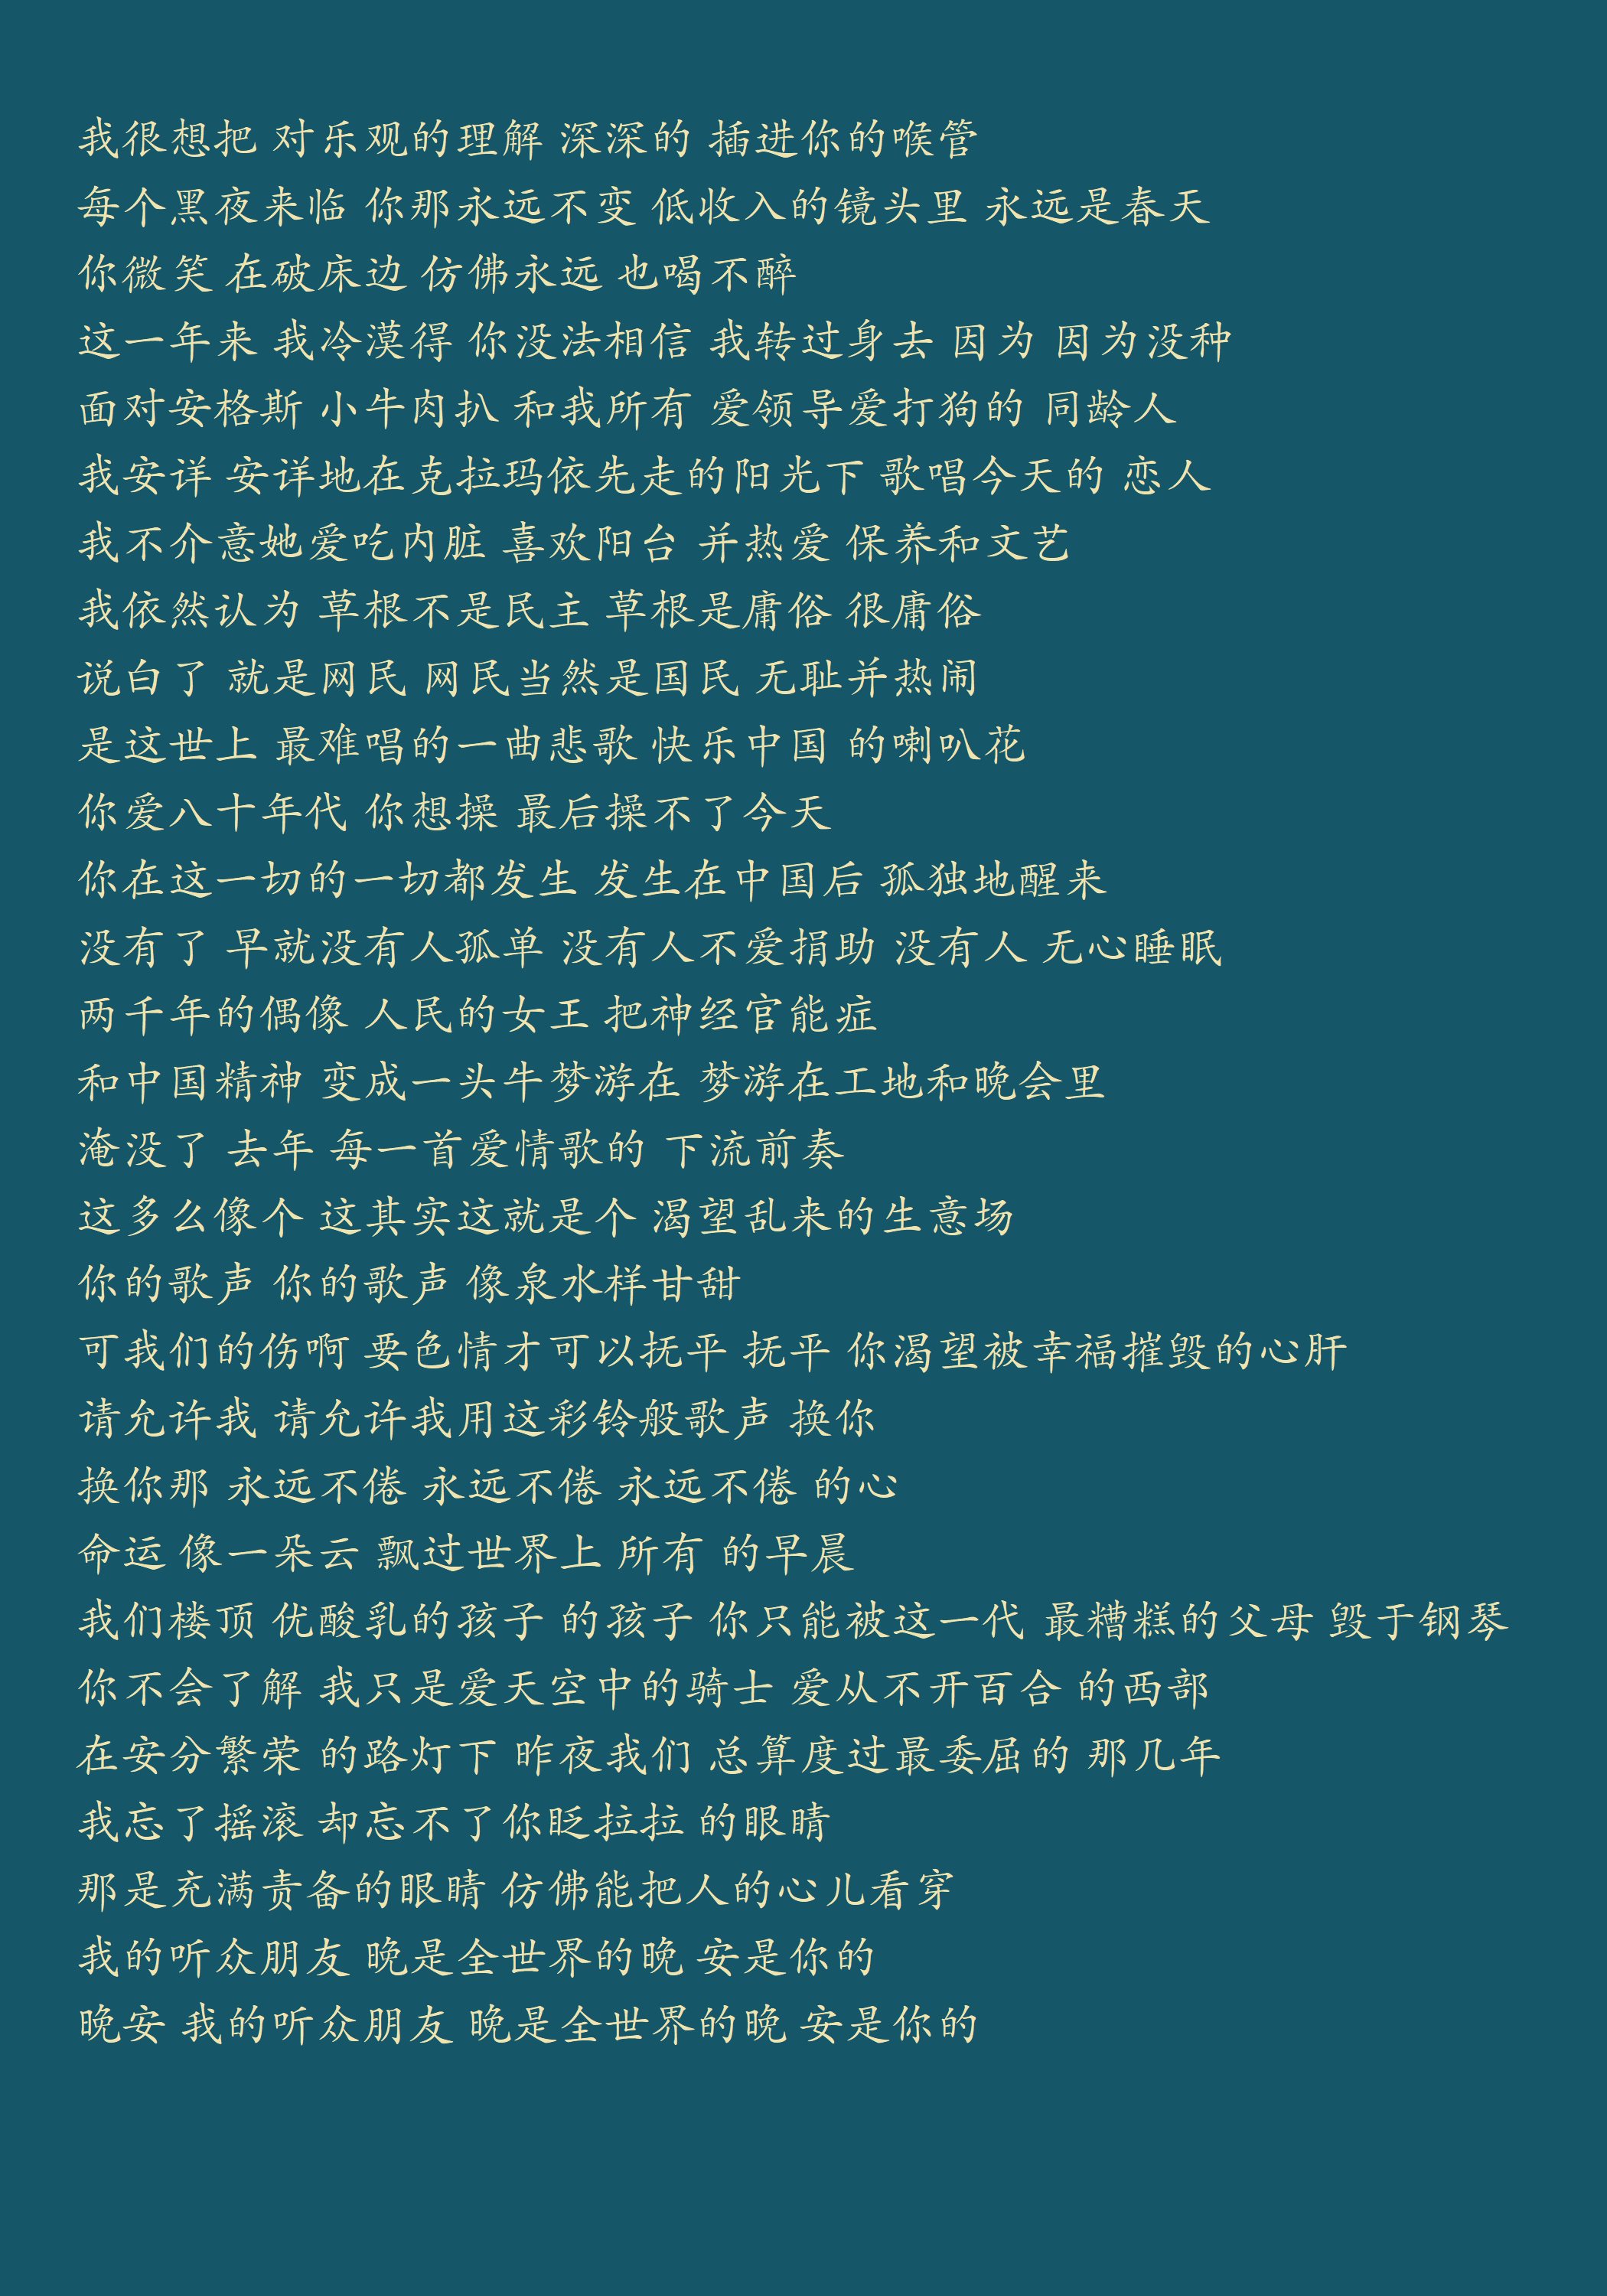 我很想把 对乐观的理解 深深的 插进你的喉管
每个黑夜来临 你那永远不变 低收入的镜头里 永远是春天
你微笑 在破床边 仿佛永远 也喝不醉
这一年来 我冷漠得 你没法相信 我转过身去 因为 因为没种
面对安格斯 小牛肉扒 和我所有 爱领导爱打狗的 同龄人
我安详 安详地在克拉玛依先走的阳光下 歌唱今天的 恋人
我不介意她爱吃内脏 喜欢阳台 并热爱 保养和文艺
我依然认为 草根不是民主 草根是庸俗 很庸俗
说白了 就是网民 网民当然是国民 无耻并热闹
是这世上 最难唱的一曲悲歌 快乐中国 的喇叭花
你爱八十年代 你想操 最后操不了今天
你在这一切的一切都发生 发生在中国后 孤独地醒来
没有了 早就没有人孤单 没有人不爱捐助 没有人 无心睡眠
两千年的偶像 人民的女王 把神经官能症
和中国精神 变成一头牛梦游在 梦游在工地和晚会里
淹没了 去年 每一首爱情歌的 下流前奏
这多么像个 这其实这就是个 渴望乱来的生意场
你的歌声 你的歌声 像泉水样甘甜
可我们的伤啊 要色情才可以抚平 抚平 你渴望被幸福摧毁的心肝
请允许我 请允许我用这彩铃般歌声 换你
换你那 永远不倦 永远不倦 永远不倦 的心
命运 像一朵云 飘过世界上 所有 的早晨
我们楼顶 优酸乳的孩子 的孩子 你只能被这一代 最糟糕的父母 毁于钢琴
你不会了解 我只是爱天空中的骑士 爱从不开百合 的西部
在安分繁荣 的路灯下 昨夜我们 总算度过最委屈的 那几年
我忘了摇滚 却忘不了你眨拉拉 的眼睛
那是充满责备的眼睛 仿佛能把人的心儿看穿
我的听众朋友 晚是全世界的晚 安是你的
晚安 我的听众朋友 晚是全世界的晚 安是你的